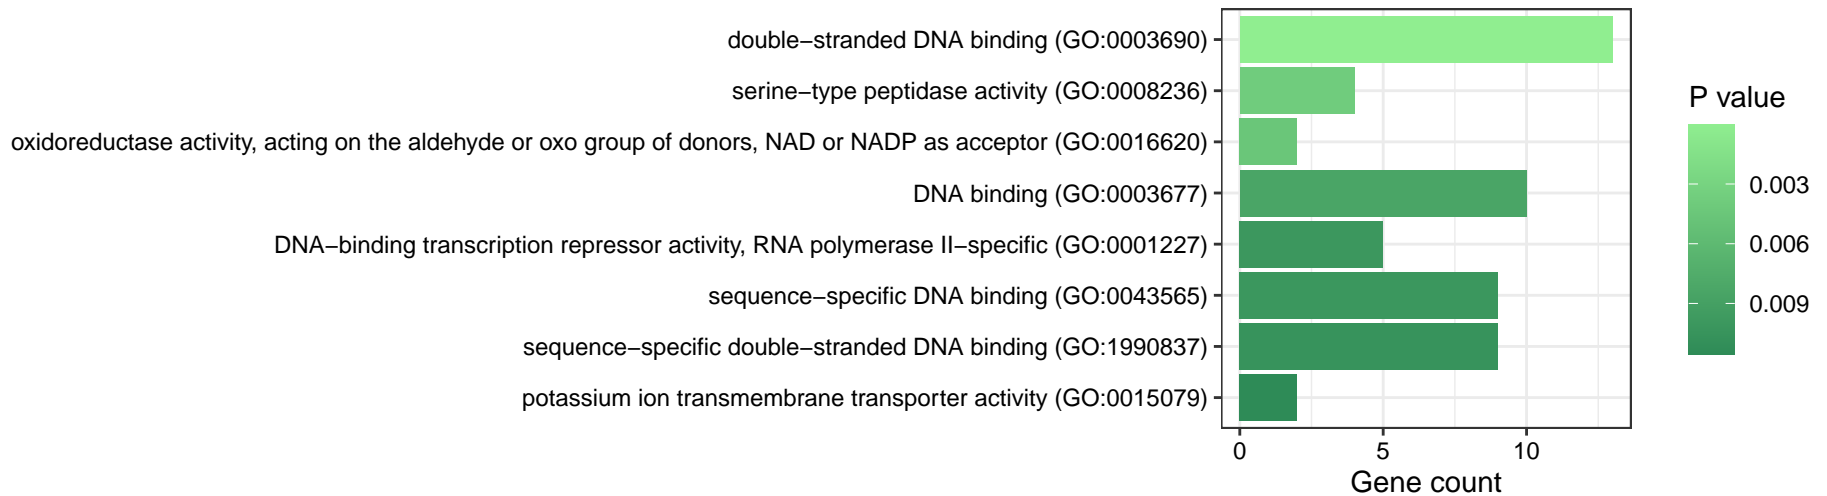 double−stranded DNA binding (GO:0003690)
serine−type peptidase activity (GO:0008236)
oxidoreductase activity, acting on the aldehyde or oxo group of donors, NAD or NADP as acceptor (GO:0016620)
DNA binding (GO:0003677)
DNA−binding transcription repressor activity, RNA polymerase II−specific (GO:0001227)
sequence−specific DNA binding (GO:0043565)
sequence−specific double−stranded DNA binding (GO:1990837)
potassium ion transmembrane transporter activity (GO:0015079)
0 5 10
Gene count
P value
0.003
0.006
0.009